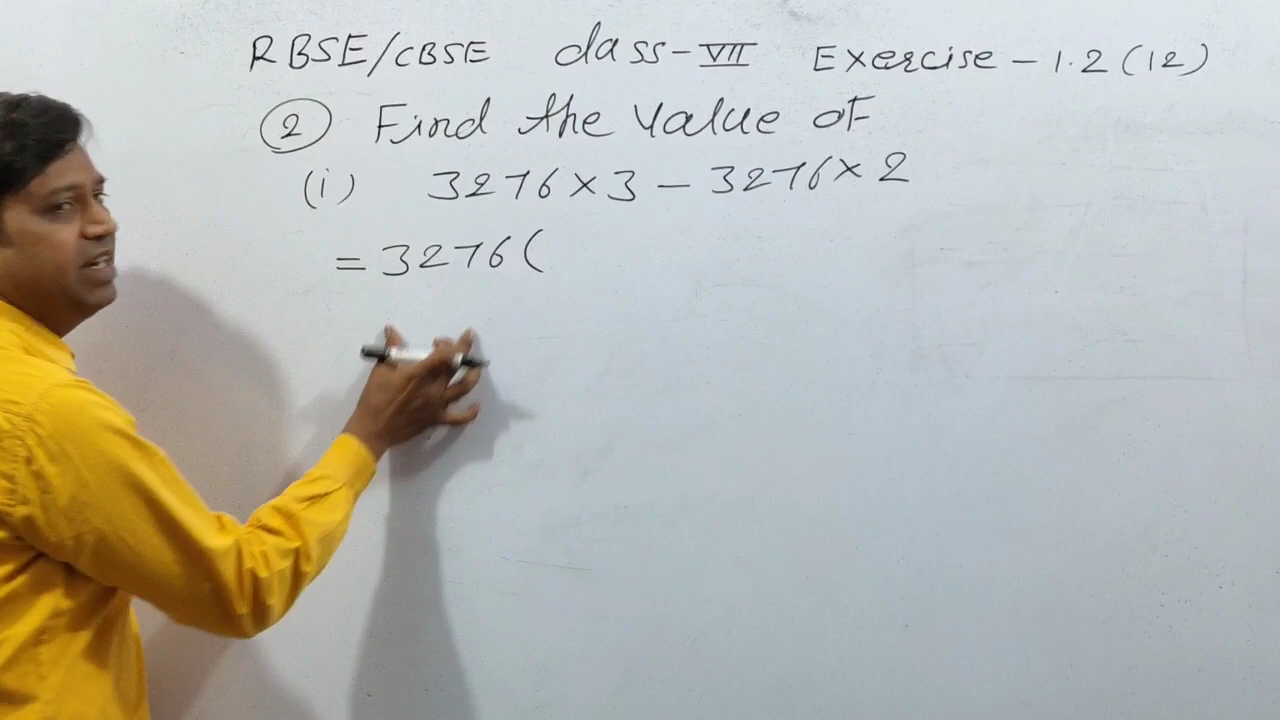 RBSE/CBSE class-VII Exercise - 1.2 (12)
② Find the value of
(i) 3276 × 3 - 3276 × 2
= 3276 (